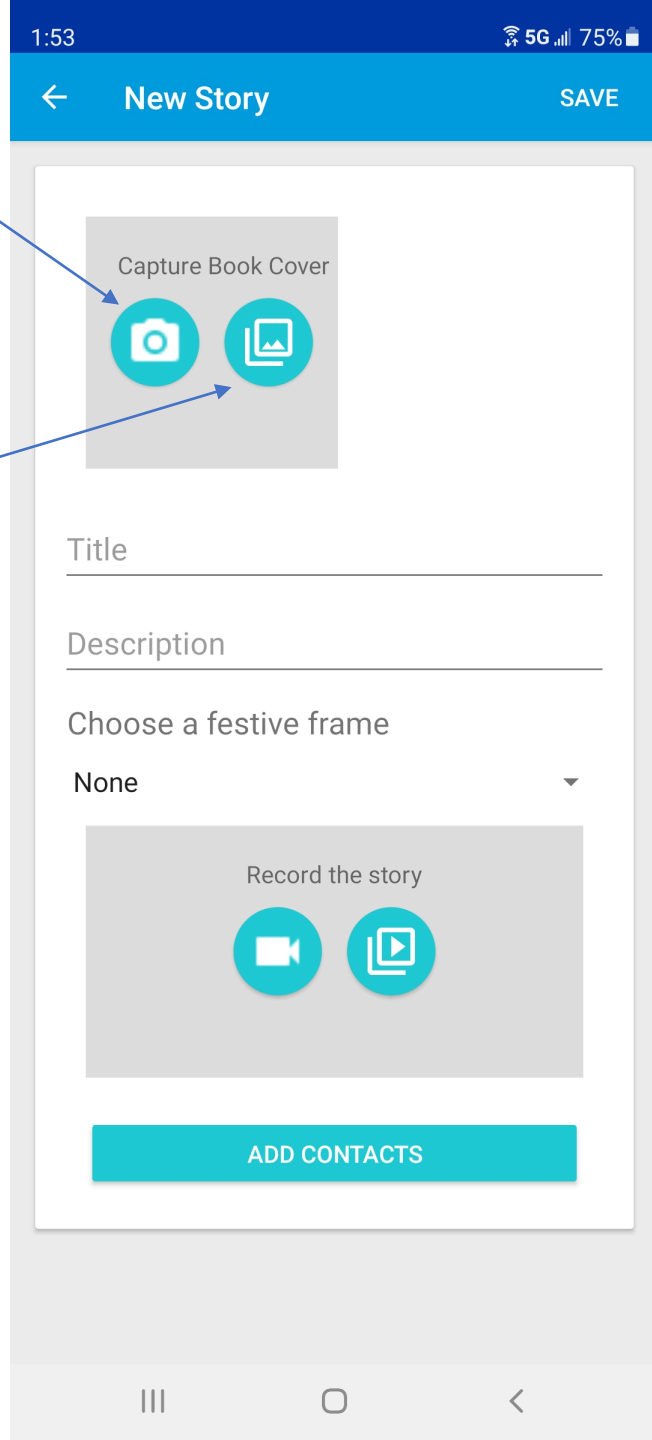 1:53 5G 75%
New Story SAVE
Capture Book Cover
Title
Description
Choose a festive frame
None
Record the story
ADD CONTACTS